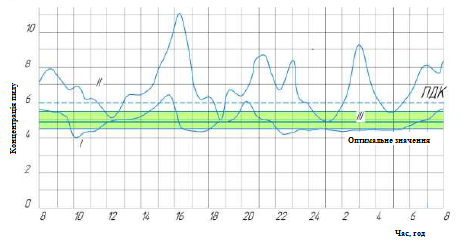 10
8
6
4
2
0
Концентрація пилу
II
ПДК
III
I
Оптимальне значення
8 10 12 14 16 18 20 22 24 2 4 6 8
Час, год